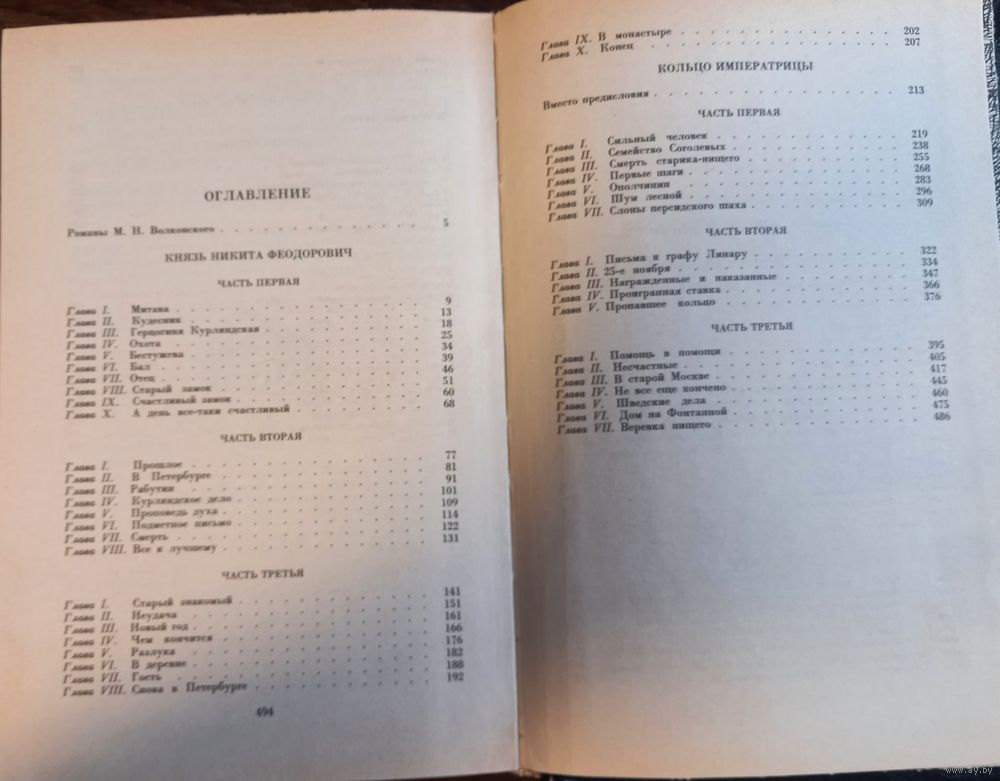 ОГЛАВЛЕНИЕ
Романы М. Н. Волконского . . . . . . . . . . . 5
КНЯЗЬ НИКИТА ФЕОДОРОВИЧ
ЧАСТЬ ПЕРВАЯ
Глава I. Митава . . . . . . . . . . . 9
Глава II. Кудесник . . . . . . . . . . . 13
Глава III. Герцогиня Курляндская . . . . . . . . . . . 18
Глава IV. Охота . . . . . . . . . . . 25
Глава V. Бестужева . . . . . . . . . . . 34
Глава VI. Бал . . . . . . . . . . . 39
Глава VII. Отец . . . . . . . . . . . 46
Глава VIII. Старый замок . . . . . . . . . . . 51
Глава IX. Счастливый замок . . . . . . . . . . . 60
Глава X. А день все-таки счастливый . . . . . . . . . . . 68
ЧАСТЬ ВТОРАЯ
Глава I. Прошлое . . . . . . . . . . . 77
Глава II. В Петербурге . . . . . . . . . . . 81
Глава III. Рабутин . . . . . . . . . . . 91
Глава IV. Курляндское дело . . . . . . . . . . . 101
Глава V. Проповедь духа . . . . . . . . . . . 109
Глава VI. Подметное письмо . . . . . . . . . . . 114
Глава VII. Смерть . . . . . . . . . . . 122
Глава VIII. Все к лучшему . . . . . . . . . . . 131
ЧАСТЬ ТРЕТЬЯ
Глава I. Старый знакомый . . . . . . . . . . . 141
Глава II. Неудача . . . . . . . . . . . 151
Глава III. Новый год . . . . . . . . . . . 161
Глава IV. Чем кончится . . . . . . . . . . . 166
Глава V. Разлука . . . . . . . . . . . 176
Глава VI. В деревне . . . . . . . . . . . 182
Глава VII. Гость . . . . . . . . . . . 188
Глава VIII. Снова в Петербурге . . . . . . . . . . . 192
494
Глава IX. В монастыре . . . . . . . . . . . 202
Глава X. Конец . . . . . . . . . . . 207
КОЛЬЦО ИМПЕРАТРИЦЫ
Вместо предисловия . . . . . . . . . . . 213
ЧАСТЬ ПЕРВАЯ
Глава I. Сильный человек . . . . . . . . . . . 219
Глава II. Семейство Соголевых . . . . . . . . . . . 238
Глава III. Смерть старика-нищего . . . . . . . . . . . 255
Глава IV. Первые шаги . . . . . . . . . . . 268
Глава V. Ополчинин . . . . . . . . . . . 283
Глава VI. Шум лесной . . . . . . . . . . . 296
Глава VII. Слоны персидского шаха . . . . . . . . . . . 309
ЧАСТЬ ВТОРАЯ
Глава I. Письма к графу Линару . . . . . . . . . . . 322
Глава II. 25-е ноября . . . . . . . . . . . 334
Глава III. Награжденные и наказанные . . . . . . . . . . . 347
Глава IV. Проигранная ставка . . . . . . . . . . . 366
Глава V. Пропавшее кольцо . . . . . . . . . . . 376
ЧАСТЬ ТРЕТЬЯ
Глава I. Помощь в помощи . . . . . . . . . . . 395
Глава II. Несчастные . . . . . . . . . . . 405
Глава III. В старой Москве . . . . . . . . . . . 417
Глава IV. Не все еще кончено . . . . . . . . . . . 445
Глава V. Шведские дела . . . . . . . . . . . 460
Глава VI. Дом на Фонтанной . . . . . . . . . . . 475
Глава VII. Веревка нищего . . . . . . . . . . . 486
www.ay.by